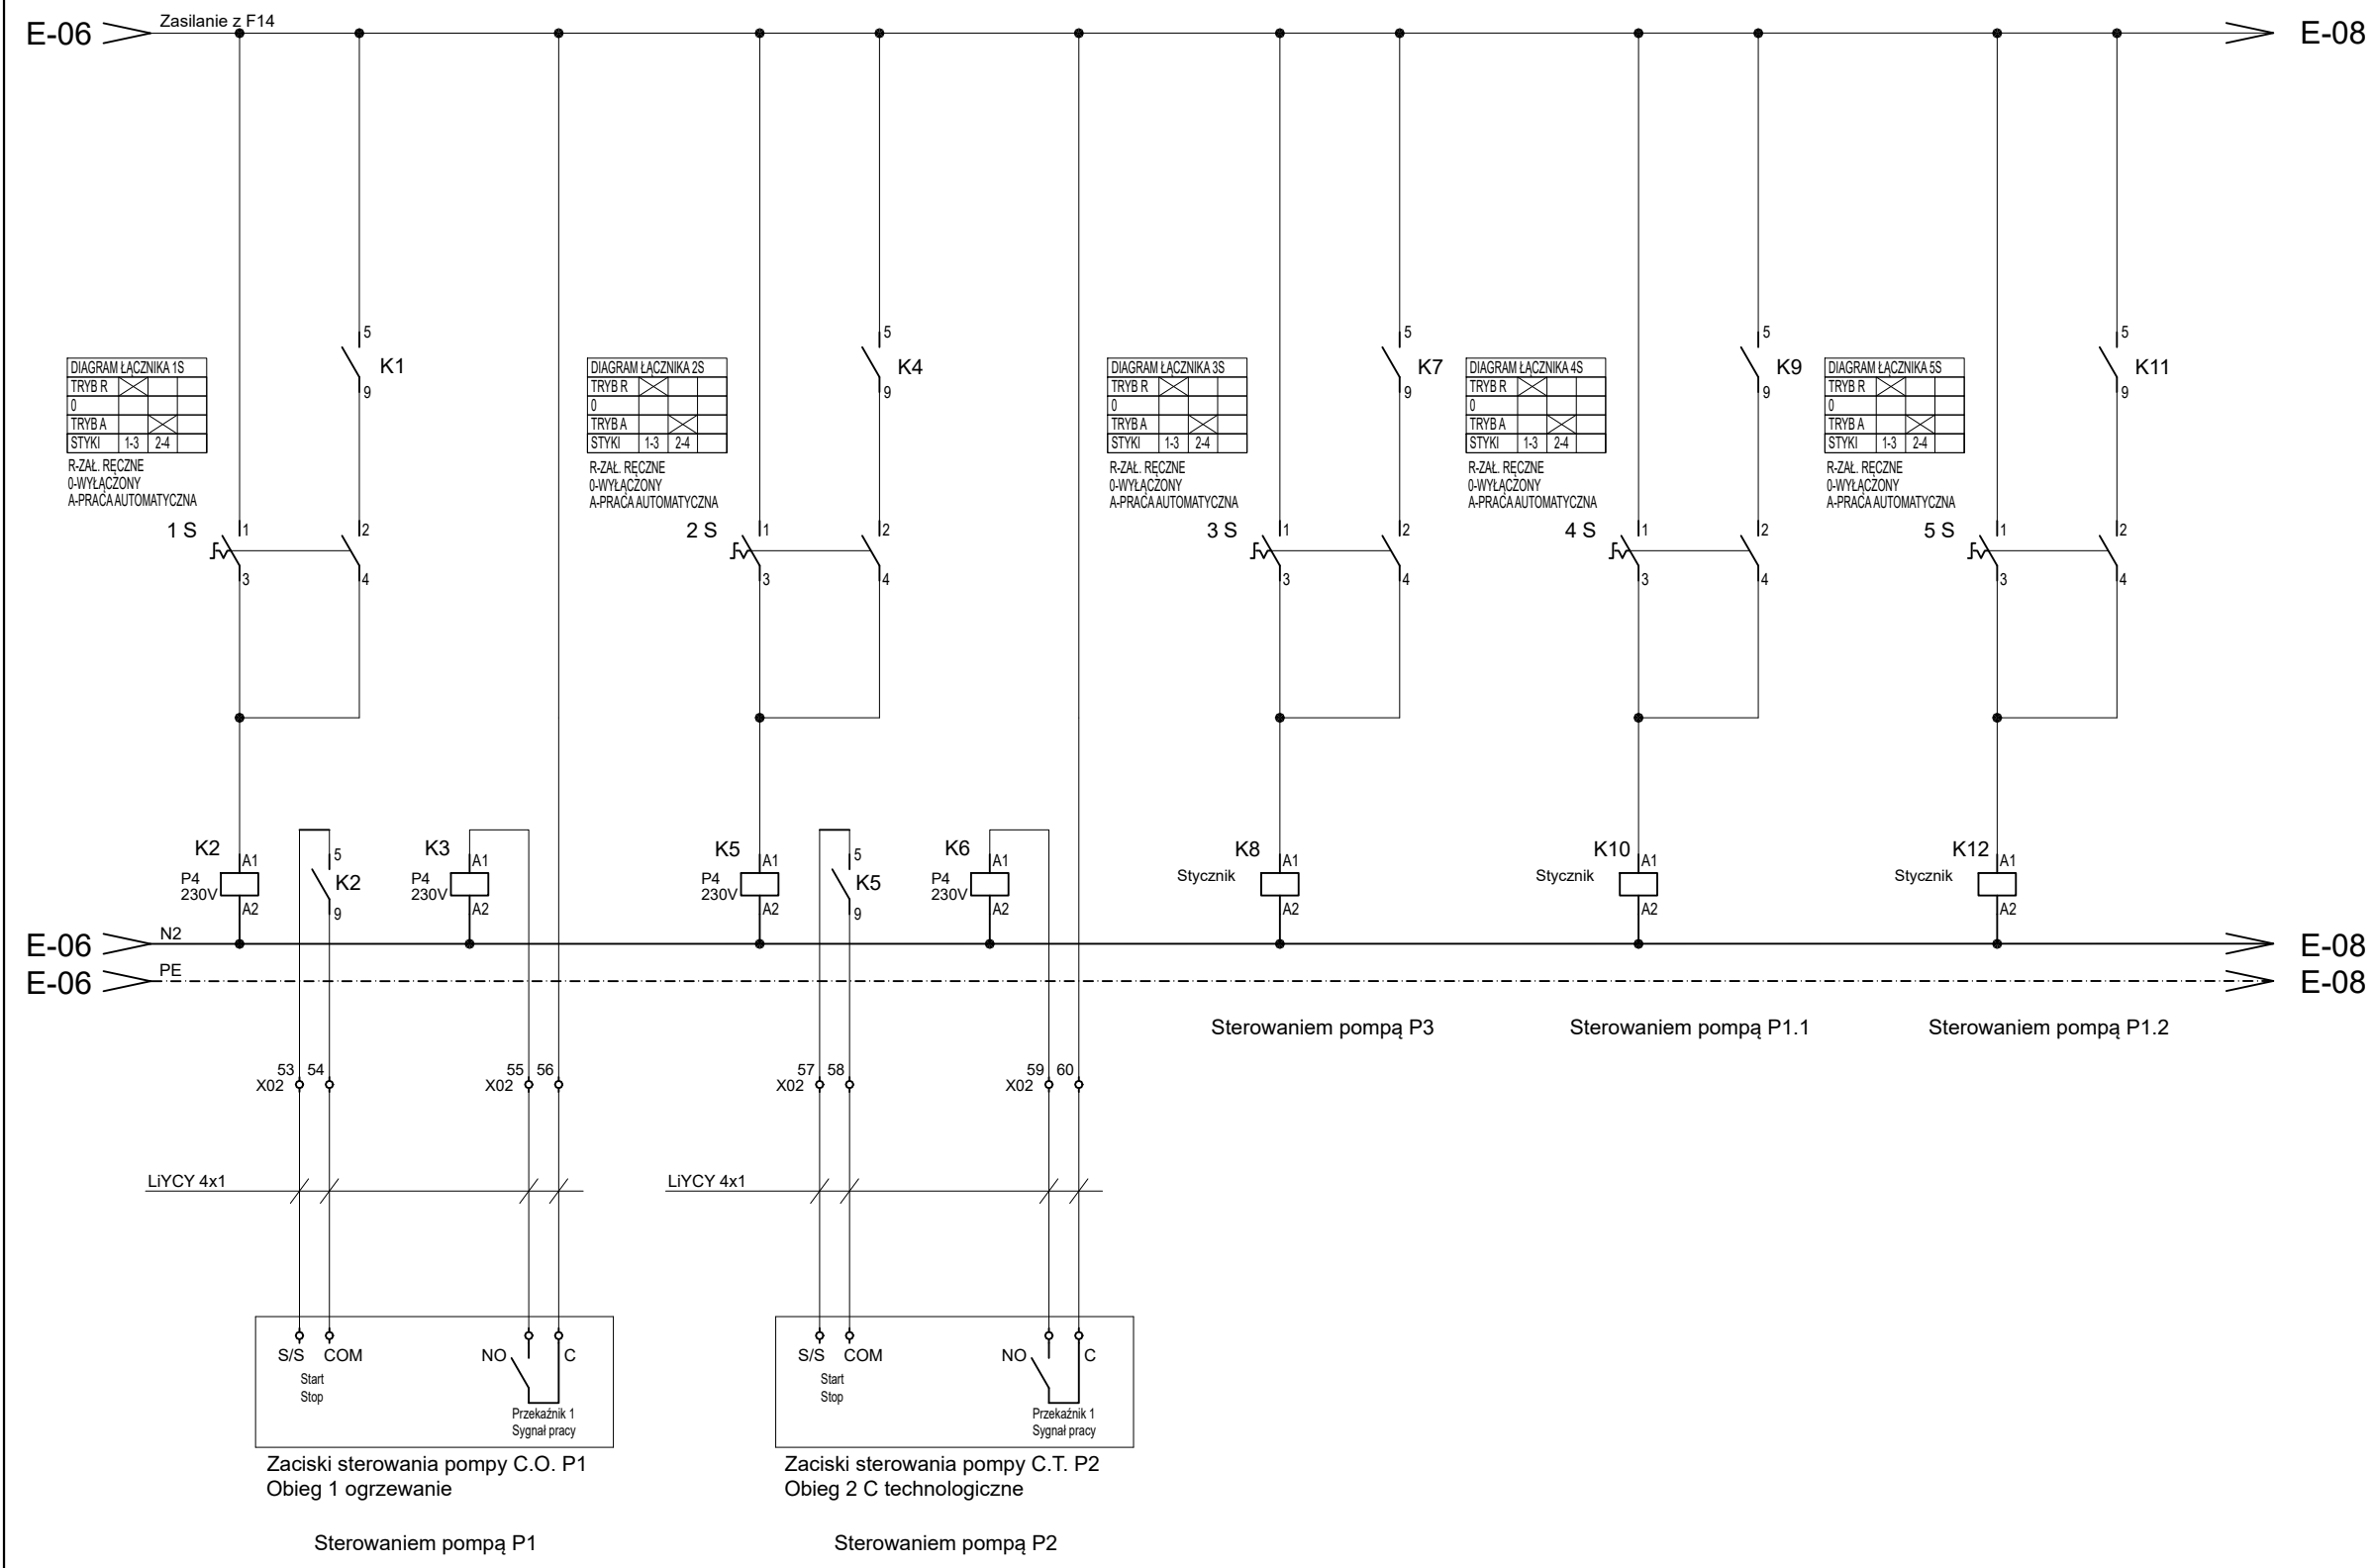 E-06
Zasilanie z F14
E-08
DIAGRAM ŁĄCZNIKA 1S
TRYB R
0
TRYB A
STYKI 1-3 2-4
R-ZAŁ. RĘCZNE
0-WYŁĄCZONY
A-PRACA AUTOMATYCZNA
5
K1
9
1 S
1
2
3
4
DIAGRAM ŁĄCZNIKA 2S
TRYB R
0
TRYB A
STYKI 1-3 2-4
R-ZAŁ. RĘCZNE
0-WYŁĄCZONY
A-PRACA AUTOMATYCZNA
5
K4
9
2 S
1
2
3
4
DIAGRAM ŁĄCZNIKA 3S
TRYB R
0
TRYB A
STYKI 1-3 2-4
R-ZAŁ. RĘCZNE
0-WYŁĄCZONY
A-PRACA AUTOMATYCZNA
5
K7
9
3 S
1
2
3
4
DIAGRAM ŁĄCZNIKA 4S
TRYB R
0
TRYB A
STYKI 1-3 2-4
R-ZAŁ. RĘCZNE
0-WYŁĄCZONY
A-PRACA AUTOMATYCZNA
5
K9
9
4 S
1
2
3
4
DIAGRAM ŁĄCZNIKA 5S
TRYB R
0
TRYB A
STYKI 1-3 2-4
R-ZAŁ. RĘCZNE
0-WYŁĄCZONY
A-PRACA AUTOMATYCZNA
5
K11
9
5 S
1
2
3
4
K2
A1
P4
230V
A2
5
K2
9
K3
A1
P4
230V
A2
K5
A1
P4
230V
A2
5
K5
9
K6
A1
P4
230V
A2
K8
A1
Stycznik
A2
K10
A1
Stycznik
A2
K12
A1
Stycznik
A2
E-06
N2
E-08
E-06
PE
E-08
Sterowaniem pompą P3
Sterowaniem pompą P1.1
Sterowaniem pompą P1.2
53 54
X02
55 56
X02
57 58
X02
59 60
X02
LiYCY 4x1
LiYCY 4x1
S/S COM
Start
Stop
NO C
Przekaźnik 1
Sygnał pracy
S/S COM
Start
Stop
NO C
Przekaźnik 1
Sygnał pracy
Zaciski sterowania pompy C.O. P1
Obieg 1 ogrzewanie
Zaciski sterowania pompy C.T. P2
Obieg 2 C technologiczne
Sterowaniem pompą P1
Sterowaniem pompą P2